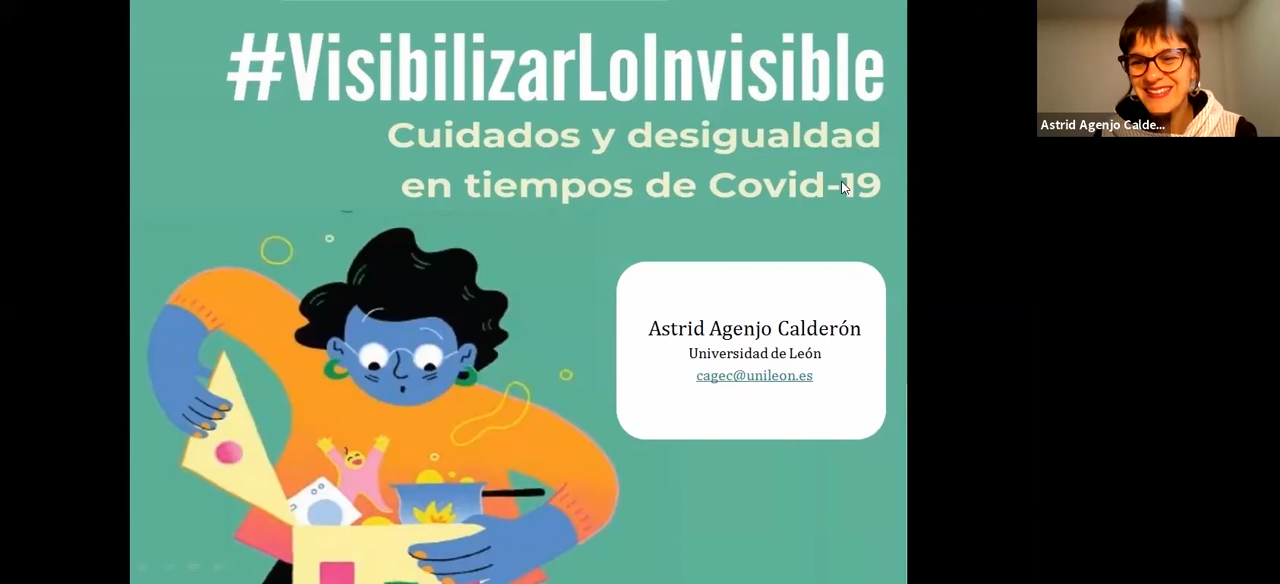 #VisibilizarLoInvisible
Cuidados y desigualdad
en tiempos de Covid-19
Astrid Agenjo Calderón
Universidad de León
cagec@unileon.es
Astrid Agenjo Calde...